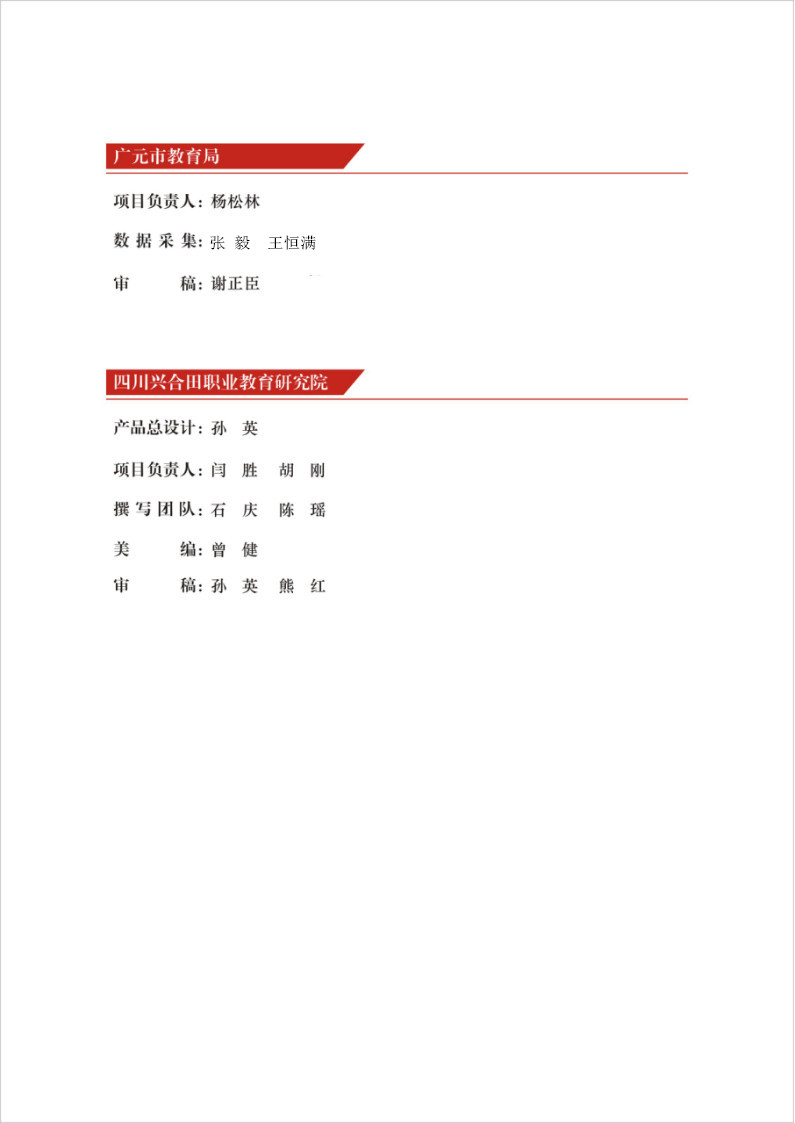 广元市教育局
项目负责人：杨松林
数据采集：张 毅 王恒满
审 稿：谢正臣
四川兴合田职业教育研究院
产品总设计：孙 英
项目负责人：闫 胜 胡 刚
撰写团队：石 庆 陈 瑶
美 编：曾 健
审 稿：孙 英 熊 红